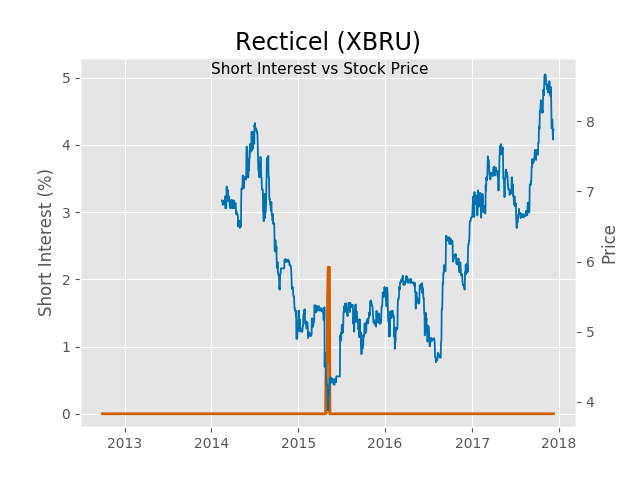 Recticel (XBRU)
Short Interest vs Stock Price
Short Interest (%)
5
4
3
2
1
0
8
7
6
5
4
Price
2013 2014 2015 2016 2017 2018